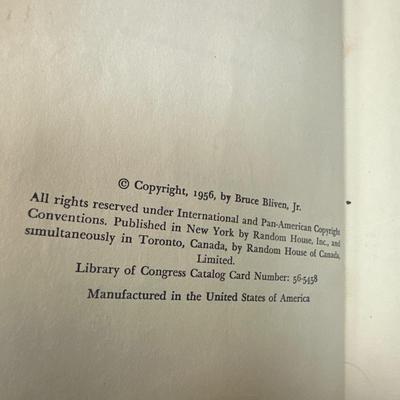 © Copyright, 1956, by Bruce Bliven, Jr.
All rights reserved under International and Pan-American Copyright
Conventions. Published in New York by Random House, Inc., and
simultaneously in Toronto, Canada, by Random House of Canada,
Limited.
Library of Congress Catalog Card Number: 56-5458
Manufactured in the United States of America